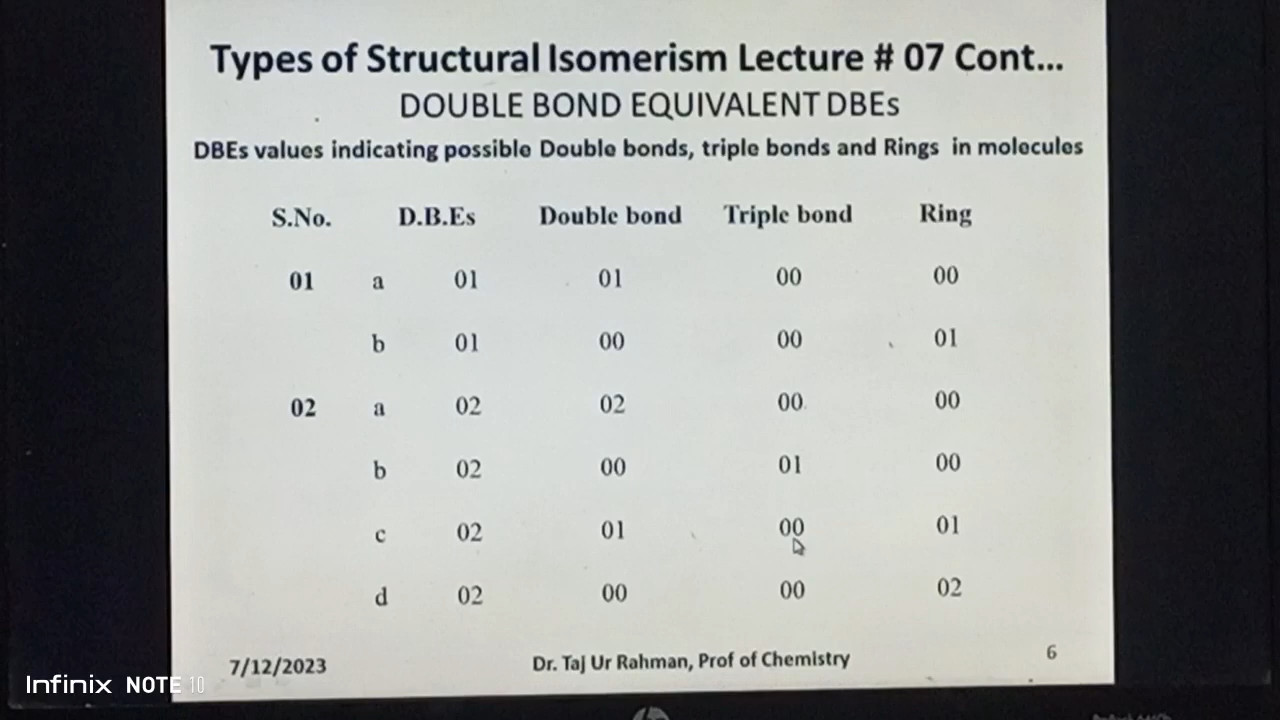 Types of Structural Isomerism Lecture # 07 Cont...
DOUBLE BOND EQUIVALENT DBEs
DBEs values indicating possible Double bonds, triple bonds and Rings in molecules
S.No. D.B.Es Double bond Triple bond Ring
01 a 01 01 00 00
b 01 00 00 01
02 a 02 02 00 00
b 02 00 01 00
c 02 01 00 01
d 02 00 00 02
7/12/2023 Dr. Taj Ur Rahman, Prof of Chemistry 6
Infinix NOTE 10